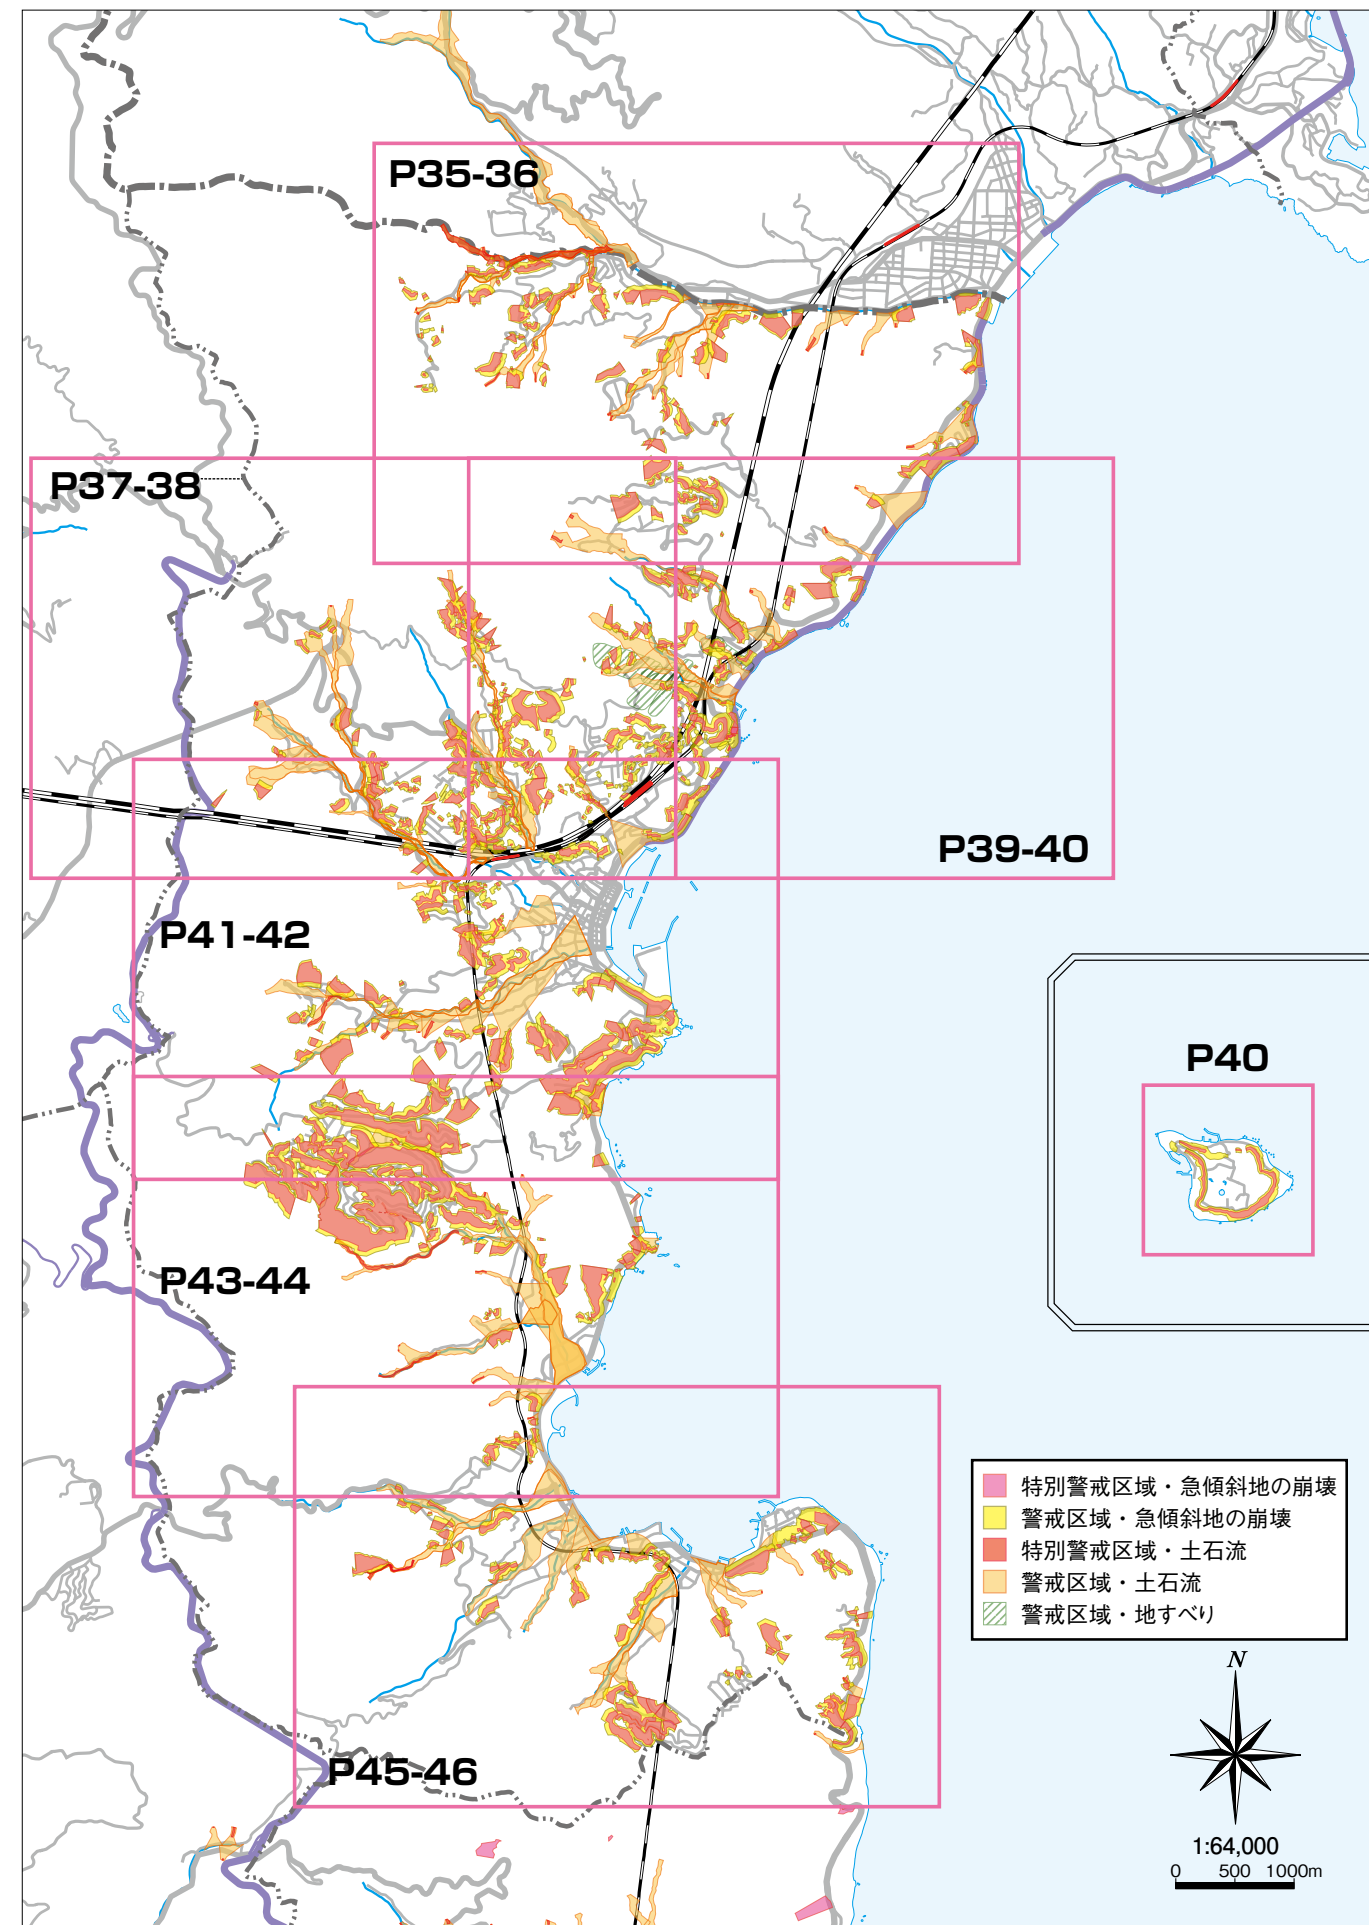 P35-36
P37-38
P39-40
P41-42
P40
P43-44
特別警戒区域・急傾斜地の崩壊
警戒区域・急傾斜地の崩壊
特別警戒区域・土石流
警戒区域・土石流
警戒区域・地すべり
P45-46
N
1:64,000
0 500 1000m